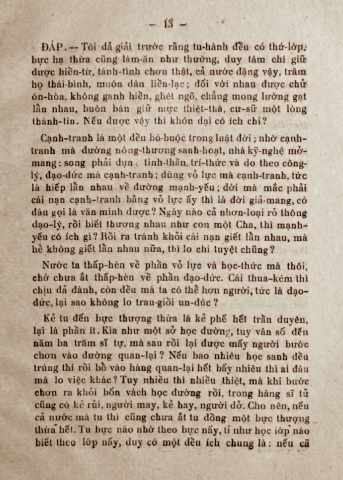 — 13 —
ĐÁP. — Tôi đã giải trước rằng tu-hành đều có thứ-lớp,
bực hạ thừa cũng làm-ăn như thường, duy tâm chí giữ
được hiền-từ, tánh-tình chơn thật, cả nước đặng vậy, trăm
họ thái-bình, muôn dân liên-lạc; đối với nhau được chử
ôn-hòa, không ganh hiền, ghét ngõ, chẳng mong lường gạt
lẫn nhau, buôn bán giữ mực thiệt-thà, cư-sữ một lòng
thành-tín. Nếu được vậy thì khôn dại có ích chi?
Cạnh-tranh là một đều bó-buộc trong luật đời; nhờ cạnh-
tranh mà đường nông-thương sanh-hoạt, nhà kỹ-nghệ mở-
mang; song phải dụn tinh-thần, trí-thức và do theo công-
lý, đạo-đức mà cạnh-tranh; dùng võ lực mà cạnh-tranh, tức
là hiếp lẫn nhau về đường mạnh-yếu; đời mà mắc phải
cái nạn cạnh-tranh bằng võ lực ấy thì là đời giả-mang, có
đâu gọi là văn-minh được? Ngày nào cả nhơn-loại rõ thông
đạo-lý, rồi biết thương nhau như con một Cha, thì mạnh-
yếu có ích gì? Rồi ra tránh khỏi cái nạn giết lẫn nhau, mà
hễ không giết lẫn nhau nữa, thì lo chi tuyệt chũng?
Nước ta thấp-hèn về phần võ lực và học-thức mà thôi,
chớ chưa ắt thấp-hèn về phần đạo-đức. Cái thua-kém thì
chịu đã đành, còn đều mà ta có thể hơn người, tức là đạo-
đức, lại sao không lo trau-giồi un-đúc?
Kẻ tu đến bực thượng thừa là kẻ phế hết trần duyên,
lại là phần ít. Kìa như một sở học đường, tuy vân số đến
năm ba trăm sĩ tự, mà sau rồi lại được mấy người bước
chơn vào đường quan-lại? Nếu bao nhiêu học sanh đều
trúng thi rồi bổ vào hàng quan-lại hết bấy nhiêu thì ai đâu
mà lo việc khác? Tuy nhiều thì nhiều thiệt, mà khi bước
chơn ra khỏi bốn vách học đường rồi, trong hàng sĩ tử
cũng có kẻ rủi, người may, kẻ hay, người dở. Cho nên, nếu
cả nước mà tu thì cũng chưa ắt tu đồng một bực thượng
thừa hết. Tu bực nào nhờ theo bực nấy, tỉ như học lớp nào
biết theo lớp nấy, duy có một đều ích chung là: nếu cả